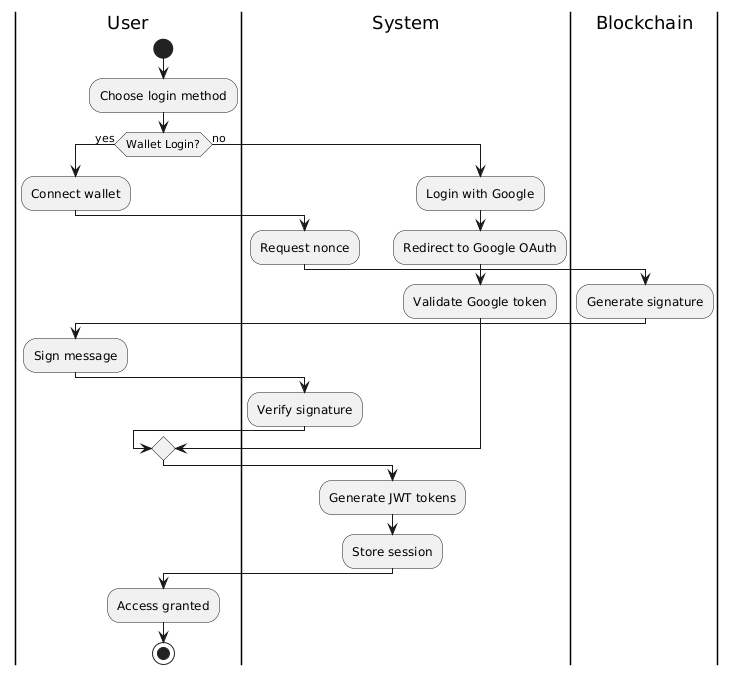 User
System
Blockchain
Choose login method
yes
Wallet Login?
no
Connect wallet
Login with Google
Request nonce
Redirect to Google OAuth
Validate Google token
Generate signature
Sign message
Verify signature
Generate JWT tokens
Store session
Access granted